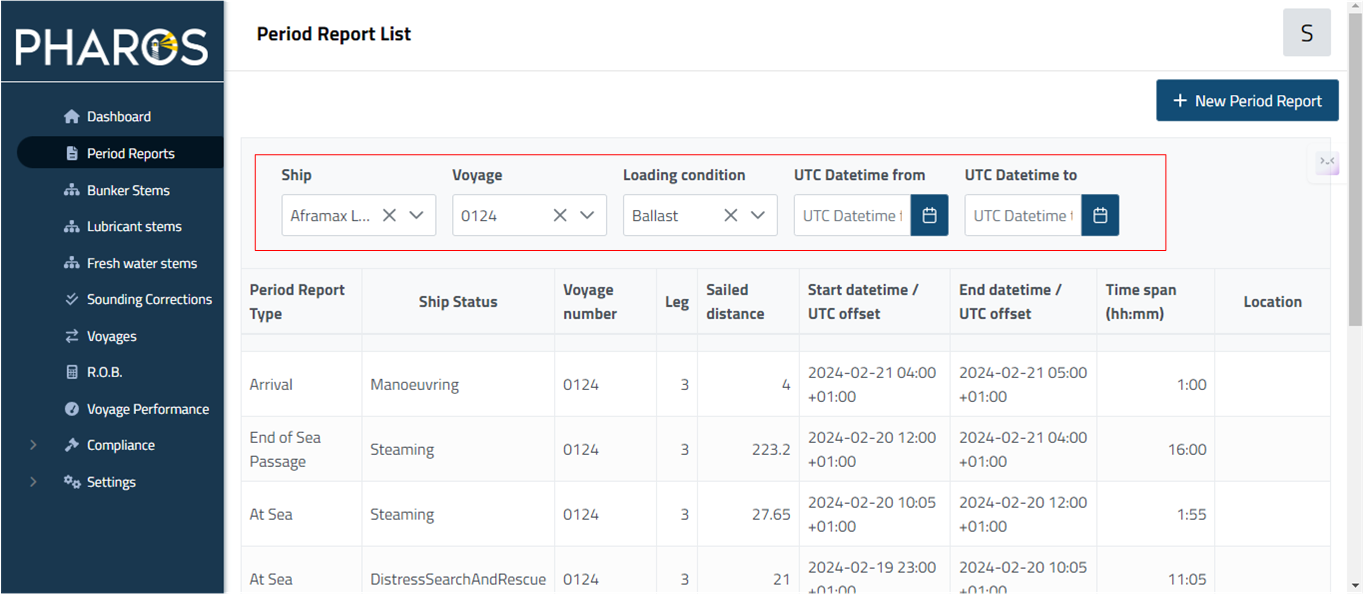 PHAROS
Period Report List
S
Dashboard
Period Reports
Bunker Stems
Lubricant stems
Fresh water stems
Sounding Corrections
Voyages
R.O.B.
Voyage Performance
Compliance
Settings
+ New Period Report
Ship Voyage Loading condition UTC Datetime from UTC Datetime to
Aframax L... 0124 Ballast UTC Datetime UTC Datetime
Period Report Type Ship Status Voyage number Leg Sailed distance Start datetime / UTC offset End datetime / UTC offset Time span (hh:mm) Location
Arrival Manoeuvring 0124 3 4 2024-02-21 04:00 +01:00 2024-02-21 05:00 +01:00 1:00
End of Sea Passage Steaming 0124 3 223.2 2024-02-20 12:00 +01:00 2024-02-21 04:00 +01:00 16:00
At Sea Steaming 0124 3 27.65 2024-02-20 10:05 +01:00 2024-02-20 12:00 +01:00 1:55
At Sea DistressSearchAndRescue 0124 3 21 2024-02-19 23:00 +01:00 2024-02-20 10:05 +01:00 11:05